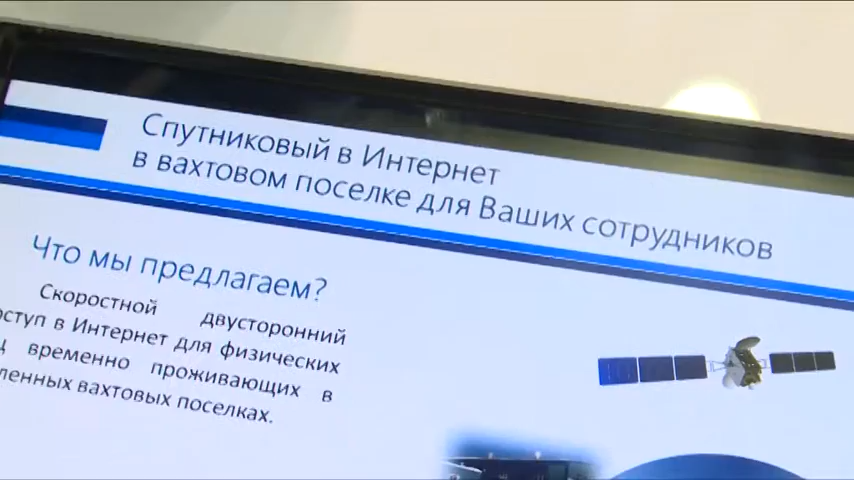 Спутниковый в Интернет
в вахтовом поселке для Ваших сотрудников
Что мы предлагаем?
Скоростной двусторонний
в Интернет для физических
временно проживающих в
вахтовых поселках.